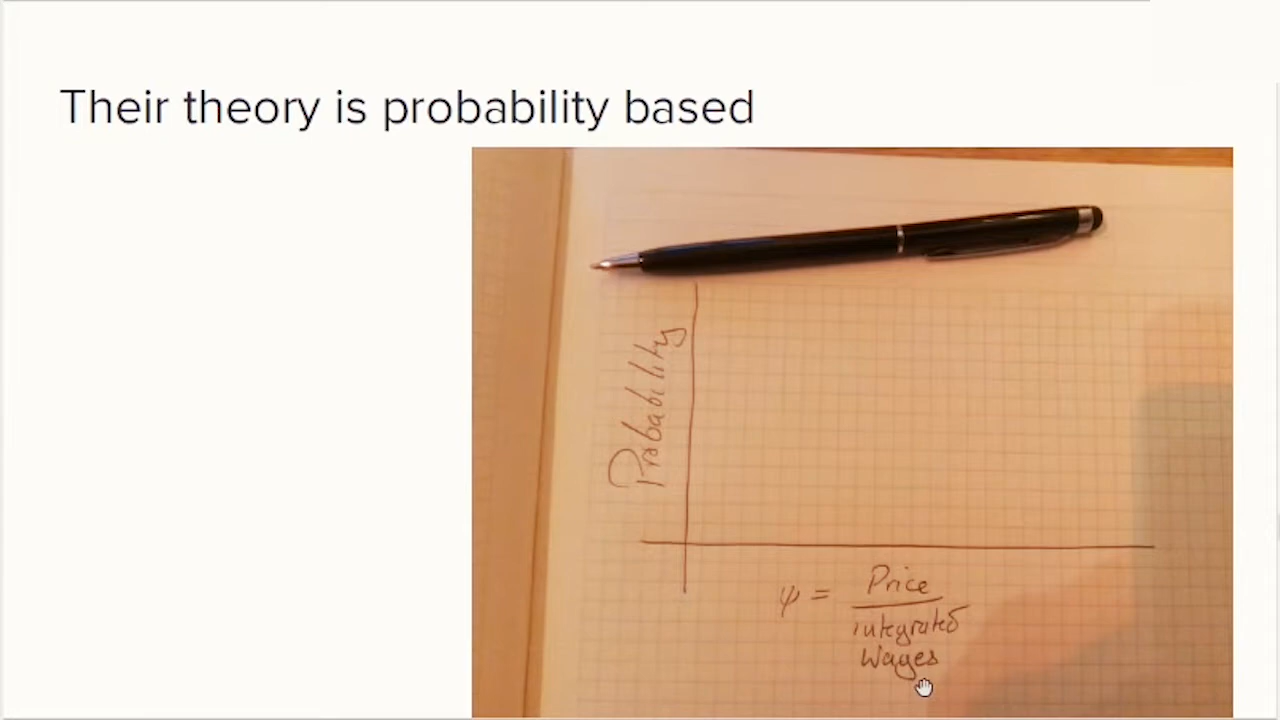 Their theory is probability based
Probability
ψ = Price
integrated
Wages